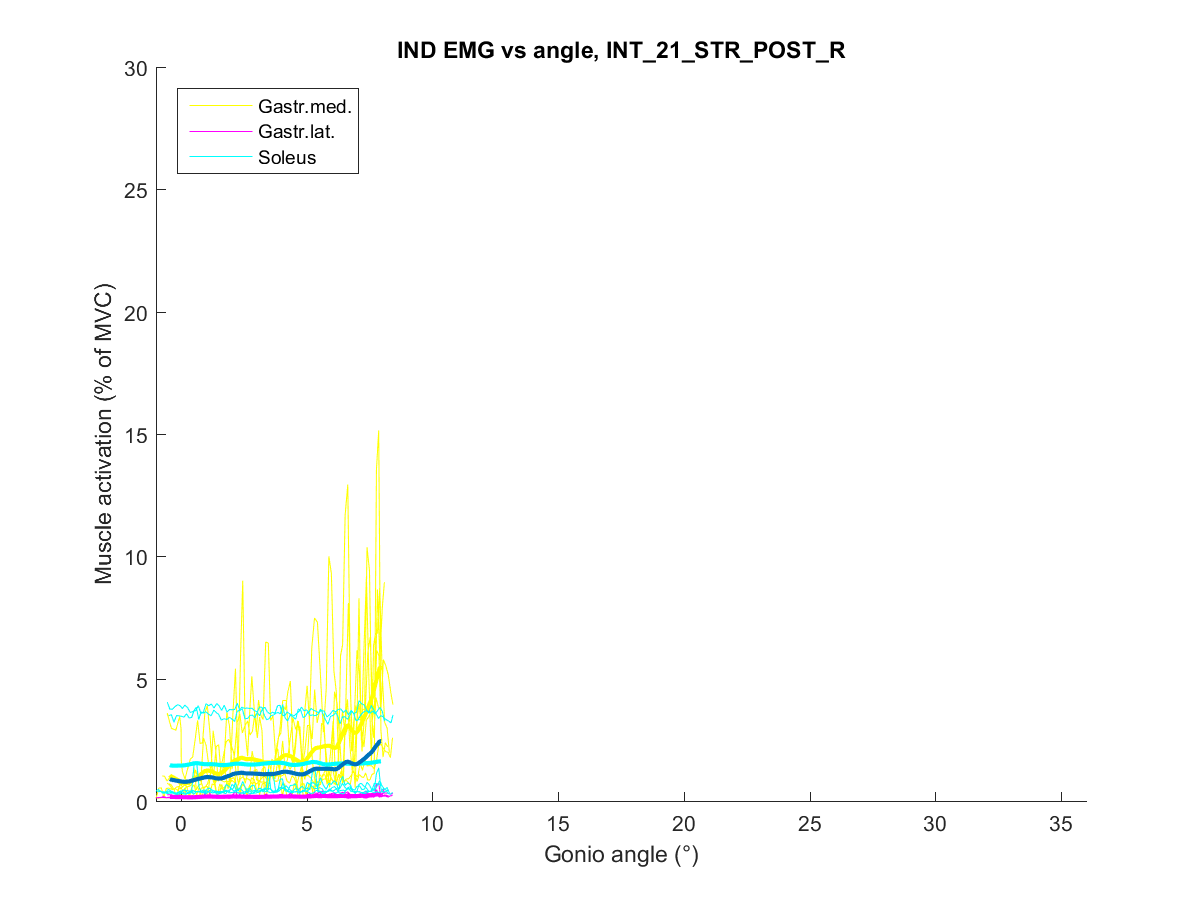 IND EMG vs angle, INT_21_STR_POST_R
30
25
20
15
10
5
0
Gastr.med.
Gastr.lat.
Soleus
Muscle activation (% of MVC)
0 5 10 15 20 25 30 35
Gonio angle (°)